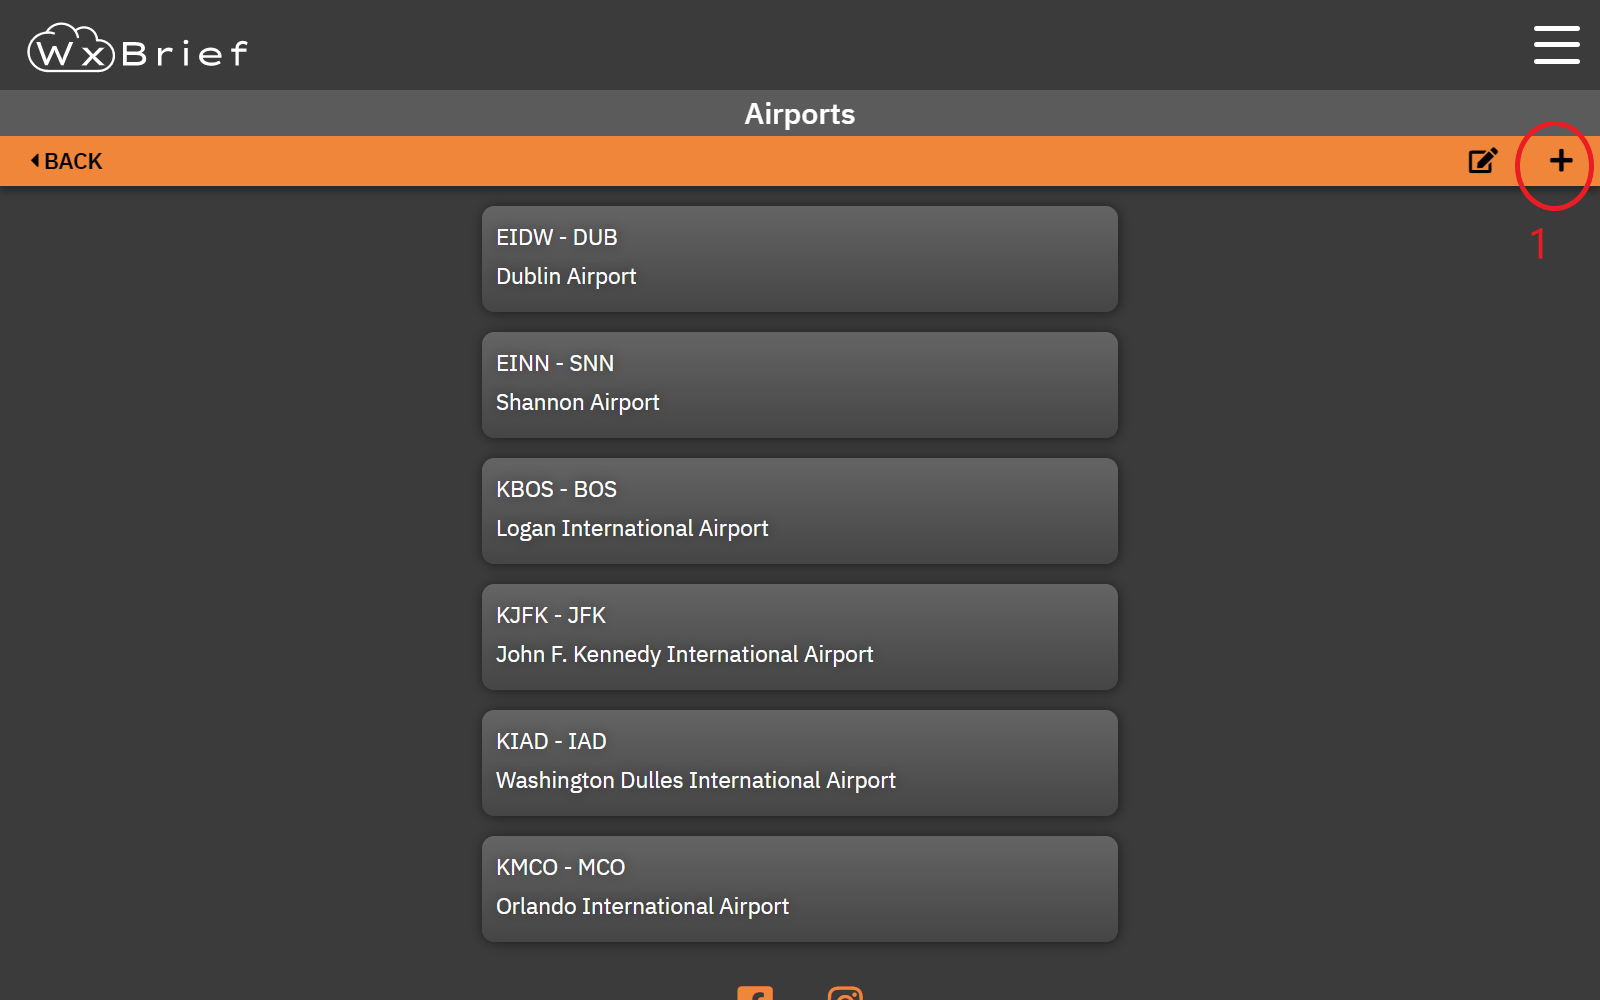 WxBrief
Airports
BACK
1
EIDW - DUB
Dublin Airport
EINN - SNN
Shannon Airport
KBOS - BOS
Logan International Airport
KJFK - JFK
John F. Kennedy International Airport
KIAD - IAD
Washington Dulles International Airport
KMCO - MCO
Orlando International Airport